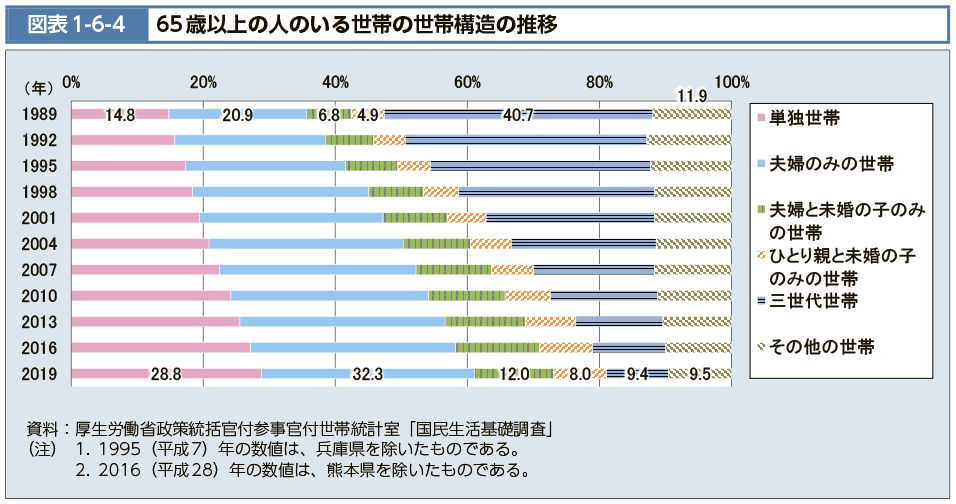 図表1-6-4 65歳以上の人のいる世帯の世帯構造の推移
(年) 0% 20% 40% 60% 80% 100%
1989 14.8 20.9 6.8 4.9 40.7 11.9
1992
1995
1998
2001
2004
2007
2010
2013
2016
2019 28.8 32.3 12.0 8.0 9.4 9.5
単独世帯
夫婦のみの世帯
夫婦と未婚の子のみ
の世帯
ひとり親と未婚の子
のみの世帯
三世代世帯
その他の世帯
資料：厚生労働省政策統括官付参事官付世帯統計室「国民生活基礎調査」
（注） 1. 1995（平成7）年の数値は、兵庫県を除いたものである。
2. 2016（平成28）年の数値は、熊本県を除いたものである。